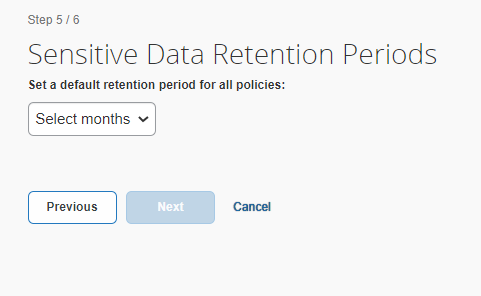 Step 5 / 6
Sensitive Data Retention Periods
Set a default retention period for all policies:
Select months
Previous Next Cancel